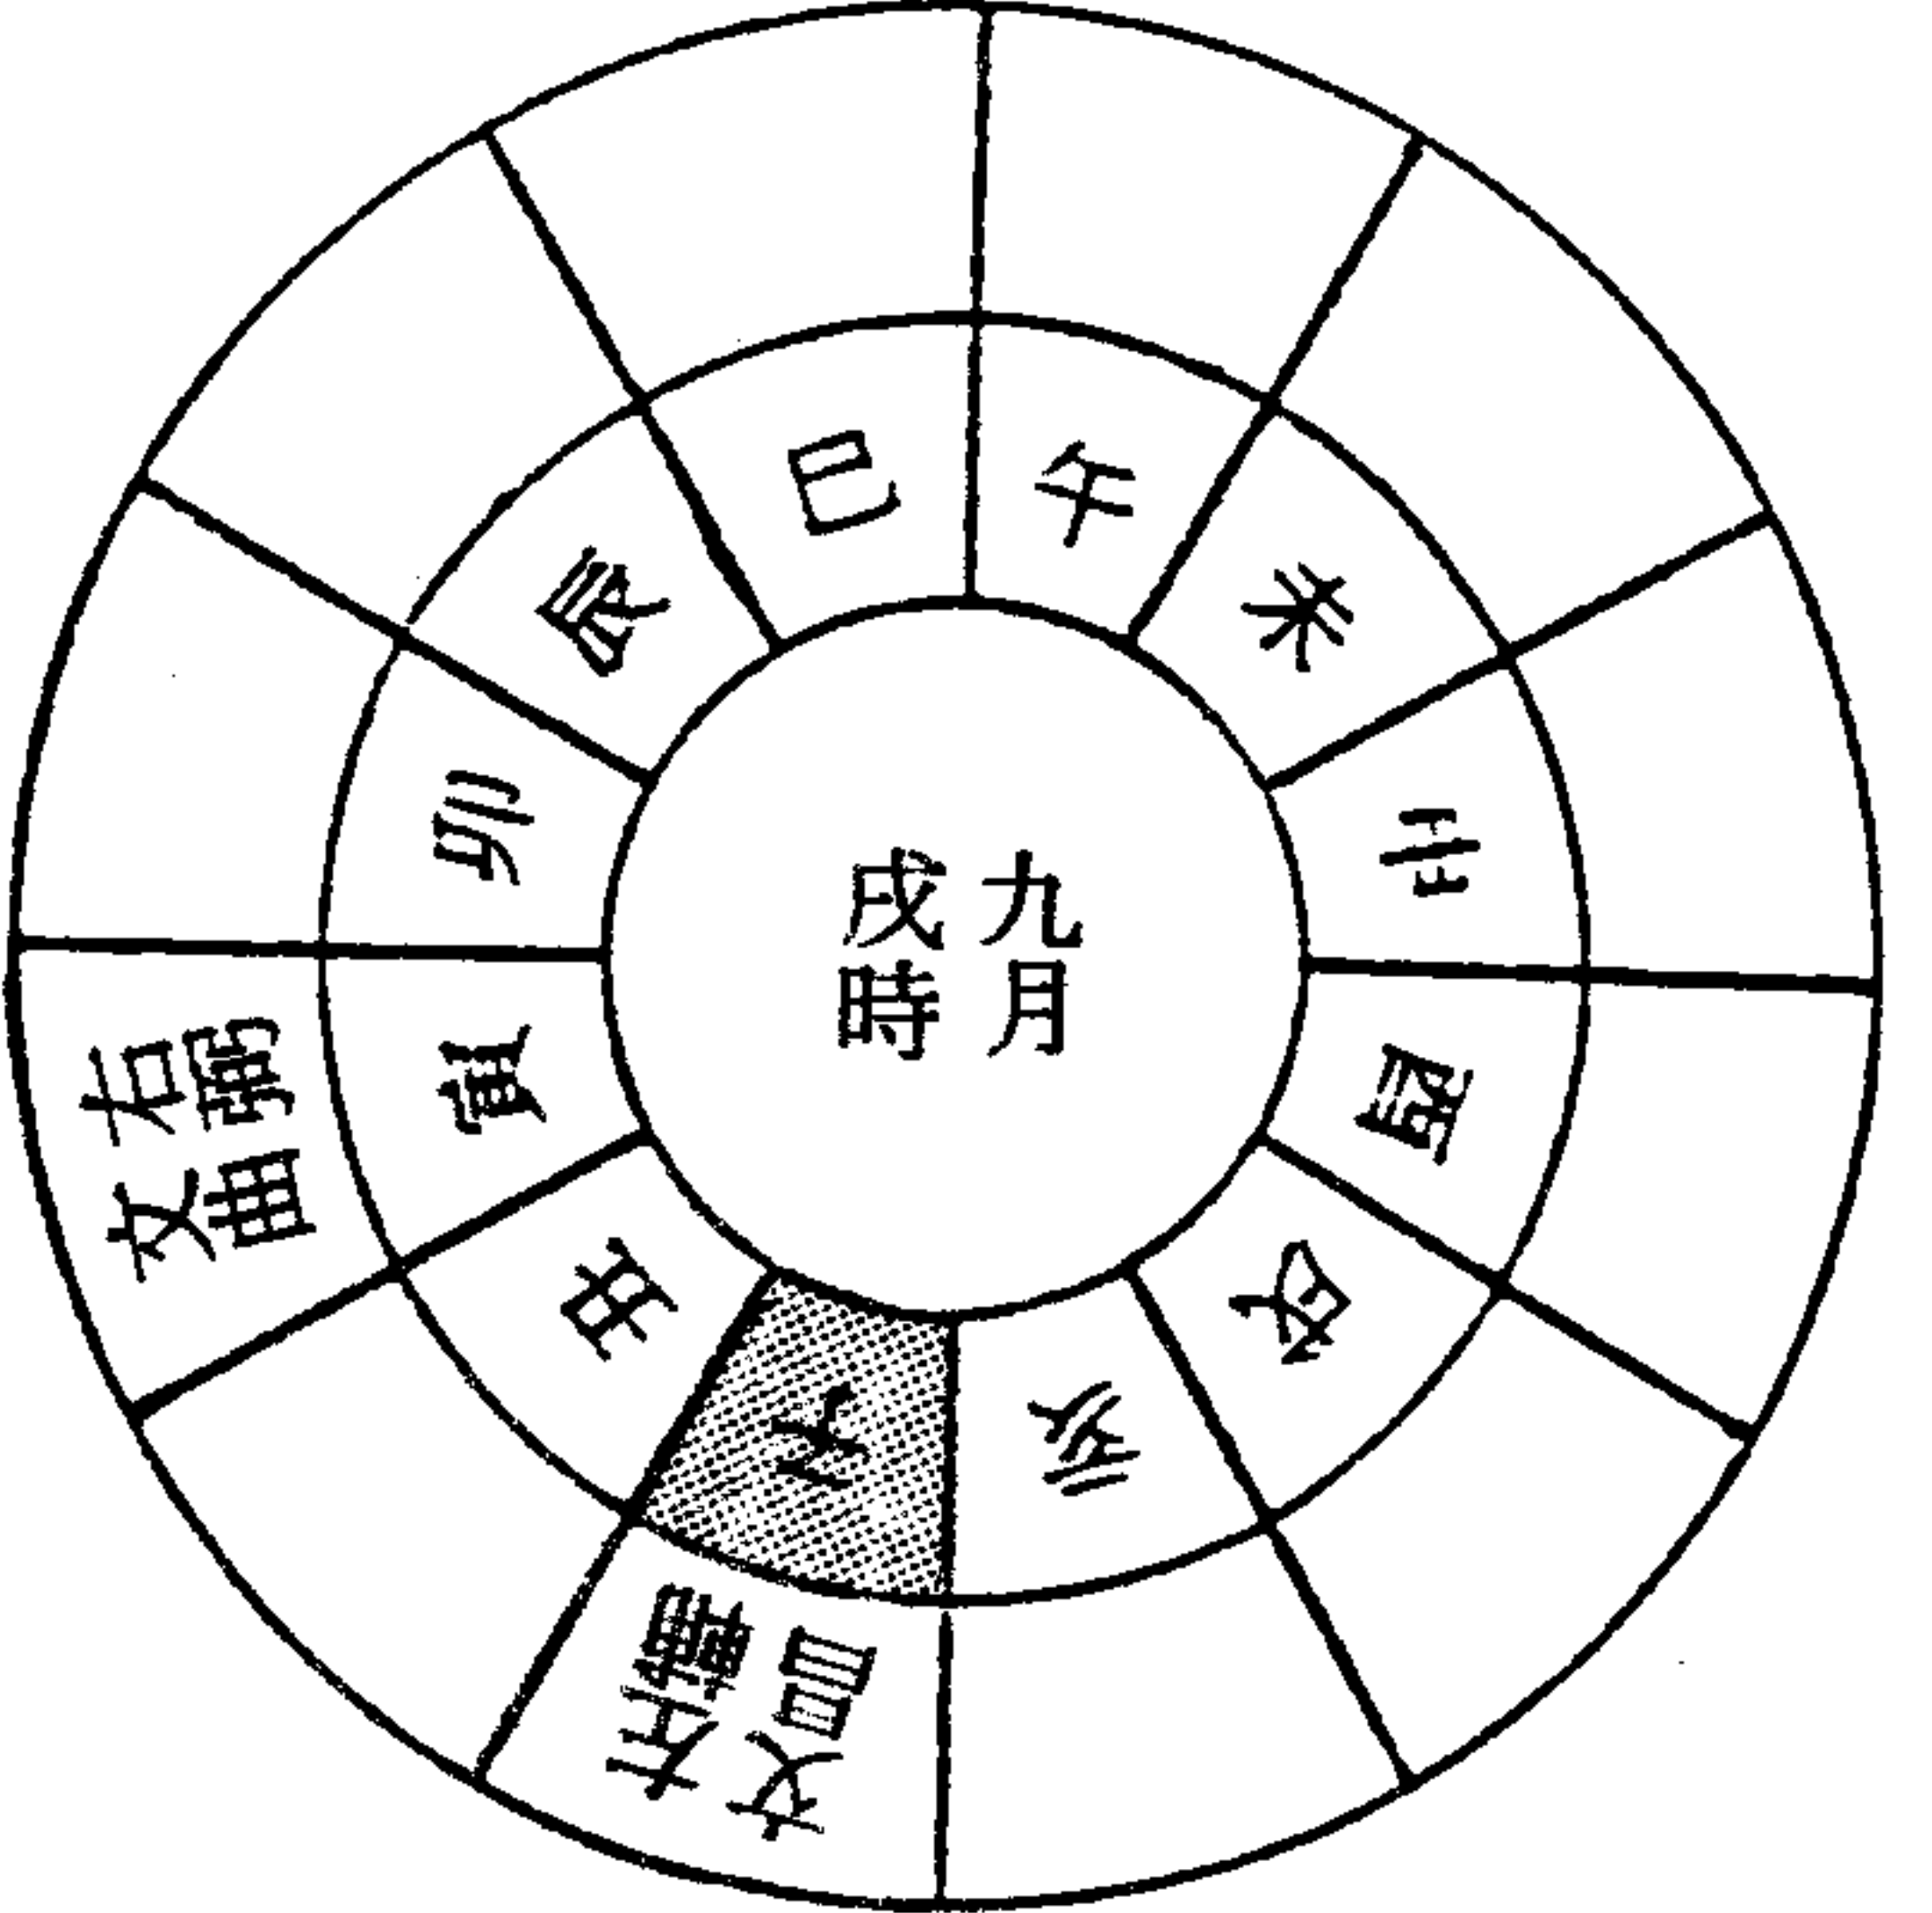 九月
戌時
巳
午
未
申
酉
戌
亥
子
丑
寅
卯
辰
右弼
文曲
左輔
文昌